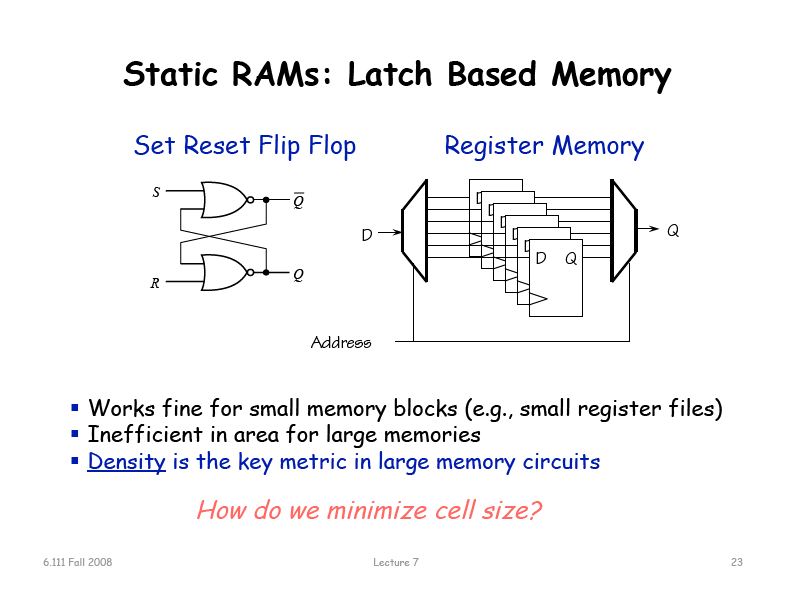 Static RAMs: Latch Based Memory
Set Reset Flip Flop
Register Memory
S
Q̅
R
Q
D
D Q
Q
Address
▪ Works fine for small memory blocks (e.g., small register files)
▪ Inefficient in area for large memories
▪ Density is the key metric in large memory circuits
How do we minimize cell size?
6.111 Fall 2008
Lecture 7
23